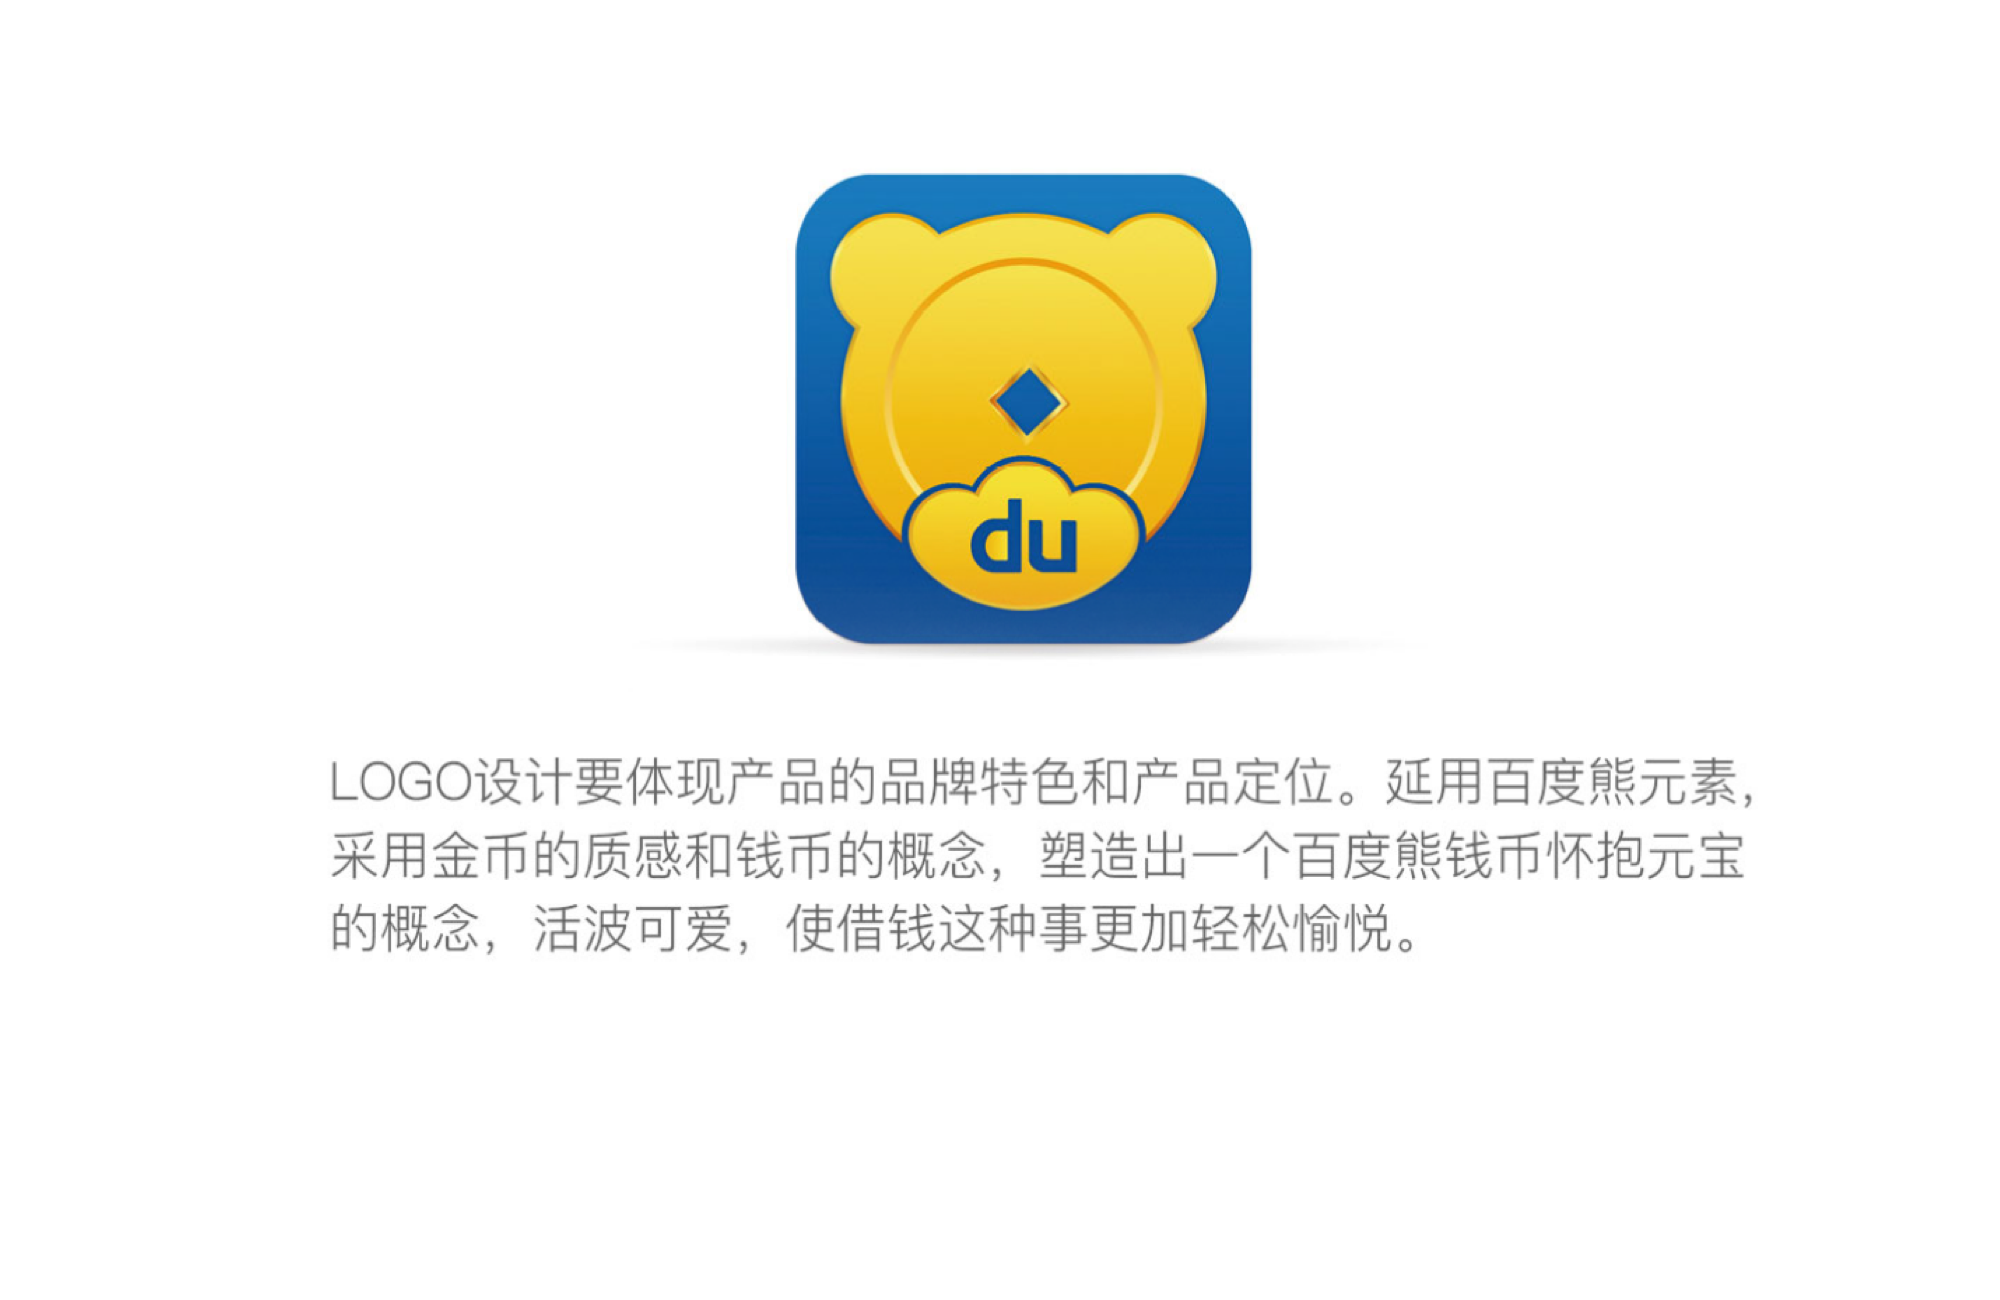 du
LOGO设计要体现产品的品牌特色和产品定位。延用百度熊元素，
采用金币的质感和钱币的概念，塑造出一个百度熊钱币怀抱元宝
的概念，活波可爱，使借钱这种事更加轻松愉悦。